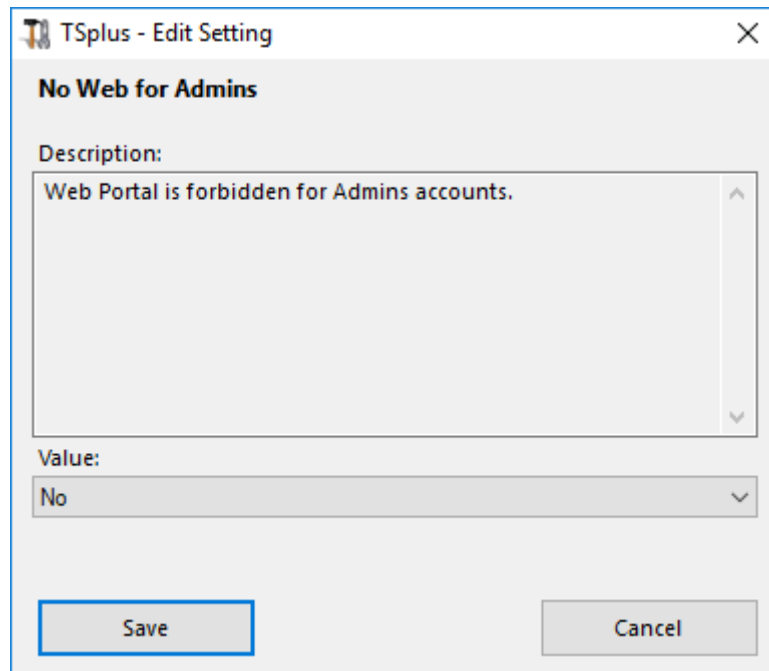 TSplus - Edit Setting
No Web for Admins
Description:
Web Portal is forbidden for Admins accounts.
Value:
No
Save
Cancel